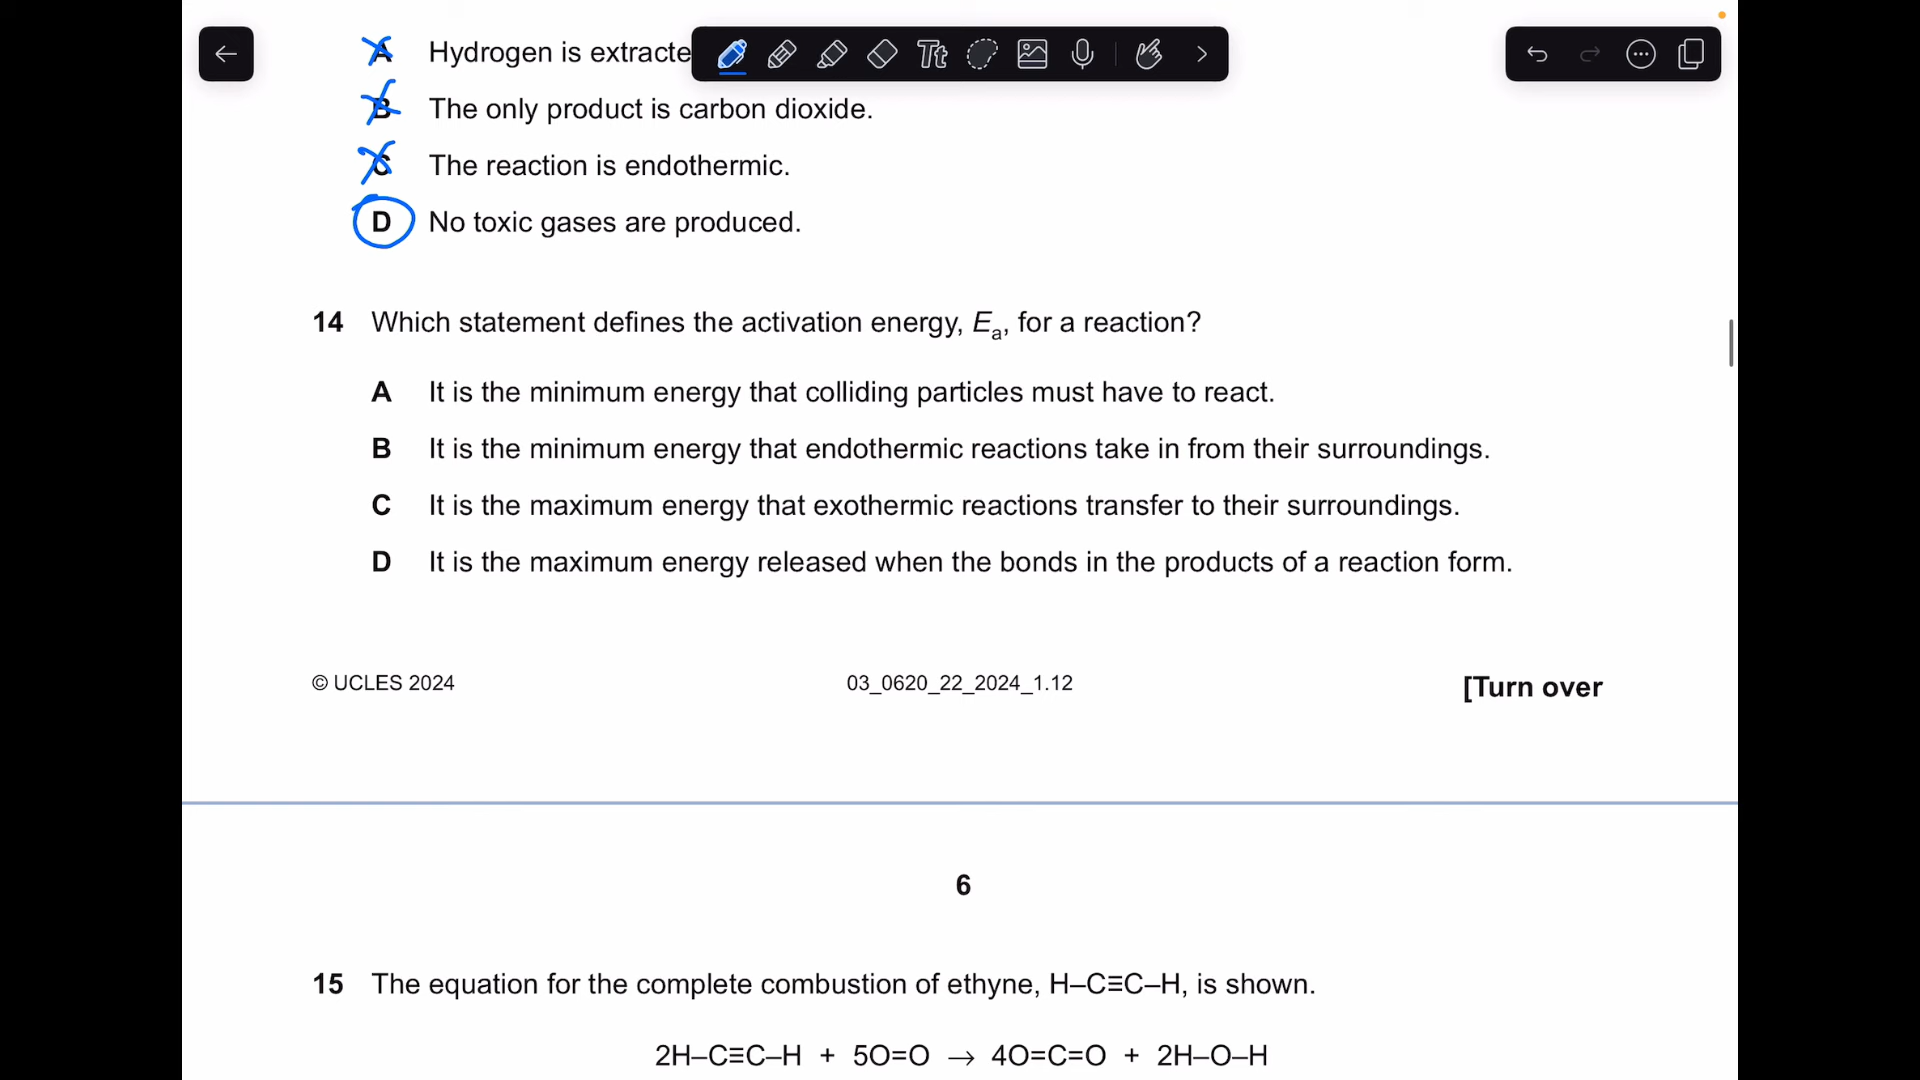 A Hydrogen is extracte
B The only product is carbon dioxide.
C The reaction is endothermic.
D No toxic gases are produced.
14 Which statement defines the activation energy, Ea, for a reaction?
A It is the minimum energy that colliding particles must have to react.
B It is the minimum energy that endothermic reactions take in from their surroundings.
C It is the maximum energy that exothermic reactions transfer to their surroundings.
D It is the maximum energy released when the bonds in the products of a reaction form.
© UCLES 2024 03_0620_22_2024_1.12 [Turn over
6
15 The equation for the complete combustion of ethyne, H–C≡C–H, is shown.
2H–C≡C–H + 5O=O → 4O=C=O + 2H–O–H